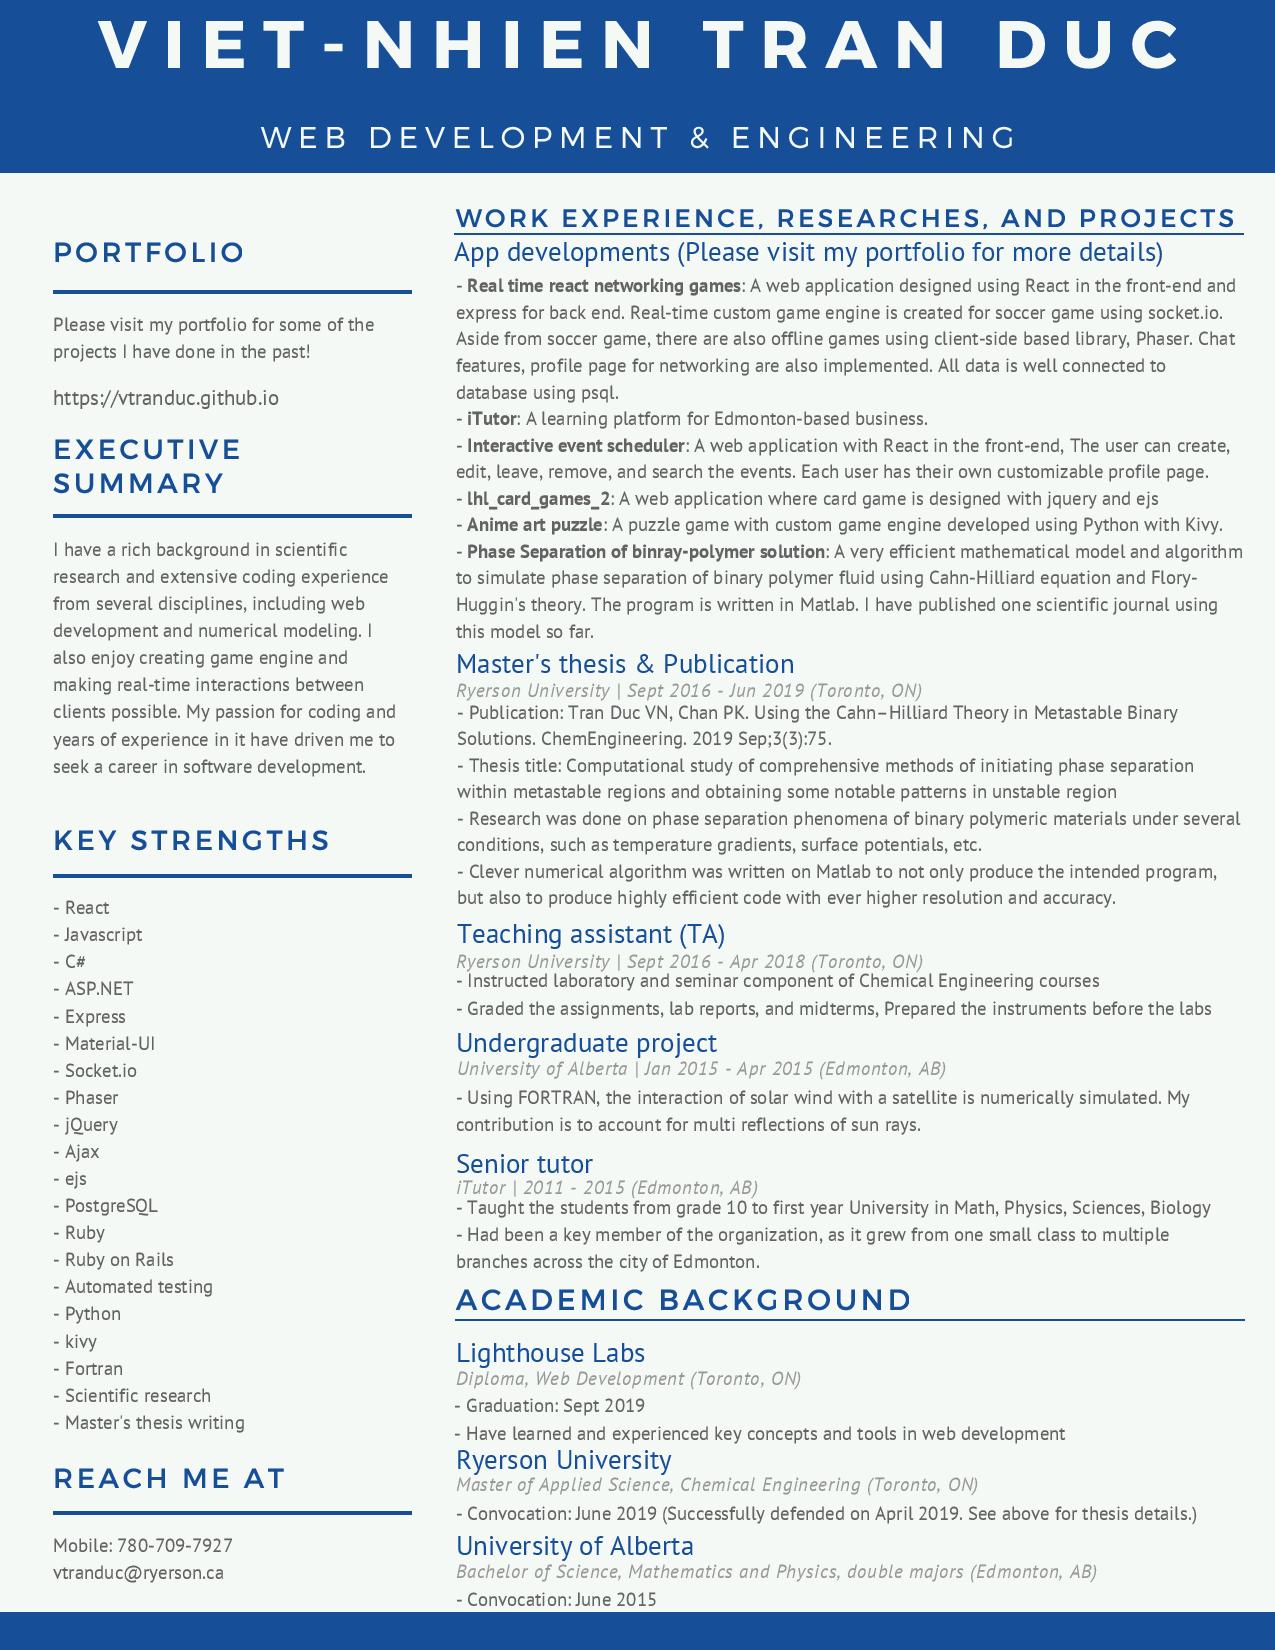 VIET-NHIEN TRAN DUC
WEB DEVELOPMENT & ENGINEERING
PORTFOLIO
Please visit my portfolio for some of the
projects I have done in the past!
https://vtranduc.github.io
EXECUTIVE
SUMMARY
I have a rich background in scientific
research and extensive coding experience
from several disciplines, including web
development and numerical modeling. I
also enjoy creating game engine and
making real-time interactions between
clients possible. My passion for coding and
years of experience in it have driven me to
seek a career in software development.
KEY STRENGTHS
- React
- Javascript
- C#
- ASP.NET
- Express
- Material-UI
- Socket.io
- Phaser
- jQuery
- Ajax
- ejs
- PostgreSQL
- Ruby
- Ruby on Rails
- Automated testing
- Python
- kivy
- Fortran
- Scientific research
- Master's thesis writing
REACH ME AT
Mobile: 780-709-7927
vtranduc@ryerson.ca
WORK EXPERIENCE, RESEARCHES, AND PROJECTS
App developments (Please visit my portfolio for more details)
- Real time react networking games: A web application designed using React in the front-end and
express for back end. Real-time custom game engine is created for soccer game using socket.io.
Aside from soccer game, there are also offline games using client-side based library, Phaser. Chat
features, profile page for networking are also implemented. All data is well connected to
database using psql.
- iTutor: A learning platform for Edmonton-based business.
- Interactive event scheduler: A web application with React in the front-end, The user can create,
edit, leave, remove, and search the events. Each user has their own customizable profile page.
- lhl_card_games_2: A web application where card game is designed with jquery and ejs
- Anime art puzzle: A puzzle game with custom game engine developed using Python with Kivy.
- Phase Separation of binray-polymer solution: A very efficient mathematical model and algorithm
to simulate phase separation of binary polymer fluid using Cahn-Hilliard equation and Flory-
Huggin's theory. The program is written in Matlab. I have published one scientific journal using
this model so far.
Master's thesis & Publication
Ryerson University | Sept 2016 - Jun 2019 (Toronto, ON)
- Publication: Tran Duc VN, Chan PK. Using the Cahn–Hilliard Theory in Metastable Binary
Solutions. ChemEngineering. 2019 Sep;3(3):75.
- Thesis title: Computational study of comprehensive methods of initiating phase separation
within metastable regions and obtaining some notable patterns in unstable region
- Research was done on phase separation phenomena of binary polymeric materials under several
conditions, such as temperature gradients, surface potentials, etc.
- Clever numerical algorithm was written on Matlab to not only produce the intended program,
but also to produce highly efficient code with ever higher resolution and accuracy.
Teaching assistant (TA)
Ryerson University | Sept 2016 - Apr 2018 (Toronto, ON)
- Instructed laboratory and seminar component of Chemical Engineering courses
- Graded the assignments, lab reports, and midterms, Prepared the instruments before the labs
Undergraduate project
University of Alberta | Jan 2015 - Apr 2015 (Edmonton, AB)
- Using FORTRAN, the interaction of solar wind with a satellite is numerically simulated. My
contribution is to account for multi reflections of sun rays.
Senior tutor
iTutor | 2011 - 2015 (Edmonton, AB)
- Taught the students from grade 10 to first year University in Math, Physics, Sciences, Biology
- Had been a key member of the organization, as it grew from one small class to multiple
branches across the city of Edmonton.
ACADEMIC BACKGROUND
Lighthouse Labs
Diploma, Web Development (Toronto, ON)
- Graduation: Sept 2019
- Have learned and experienced key concepts and tools in web development
Ryerson University
Master of Applied Science, Chemical Engineering (Toronto, ON)
- Convocation: June 2019 (Successfully defended on April 2019. See above for thesis details.)
University of Alberta
Bachelor of Science, Mathematics and Physics, double majors (Edmonton, AB)
- Convocation: June 2015